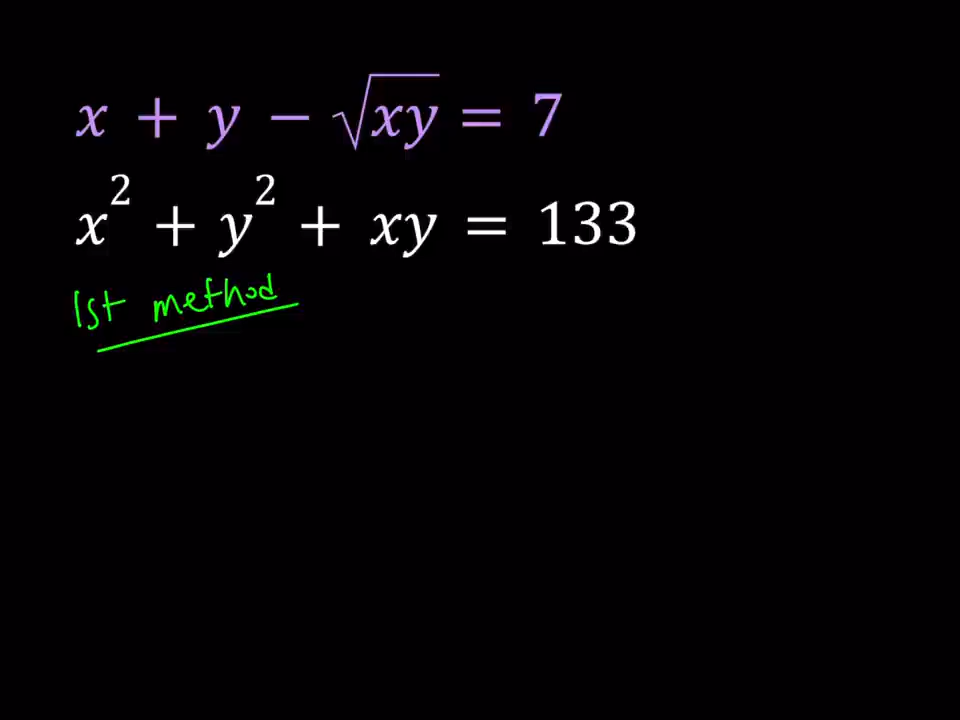 x + y − √xy = 7
x² + y² + xy = 133
1st method